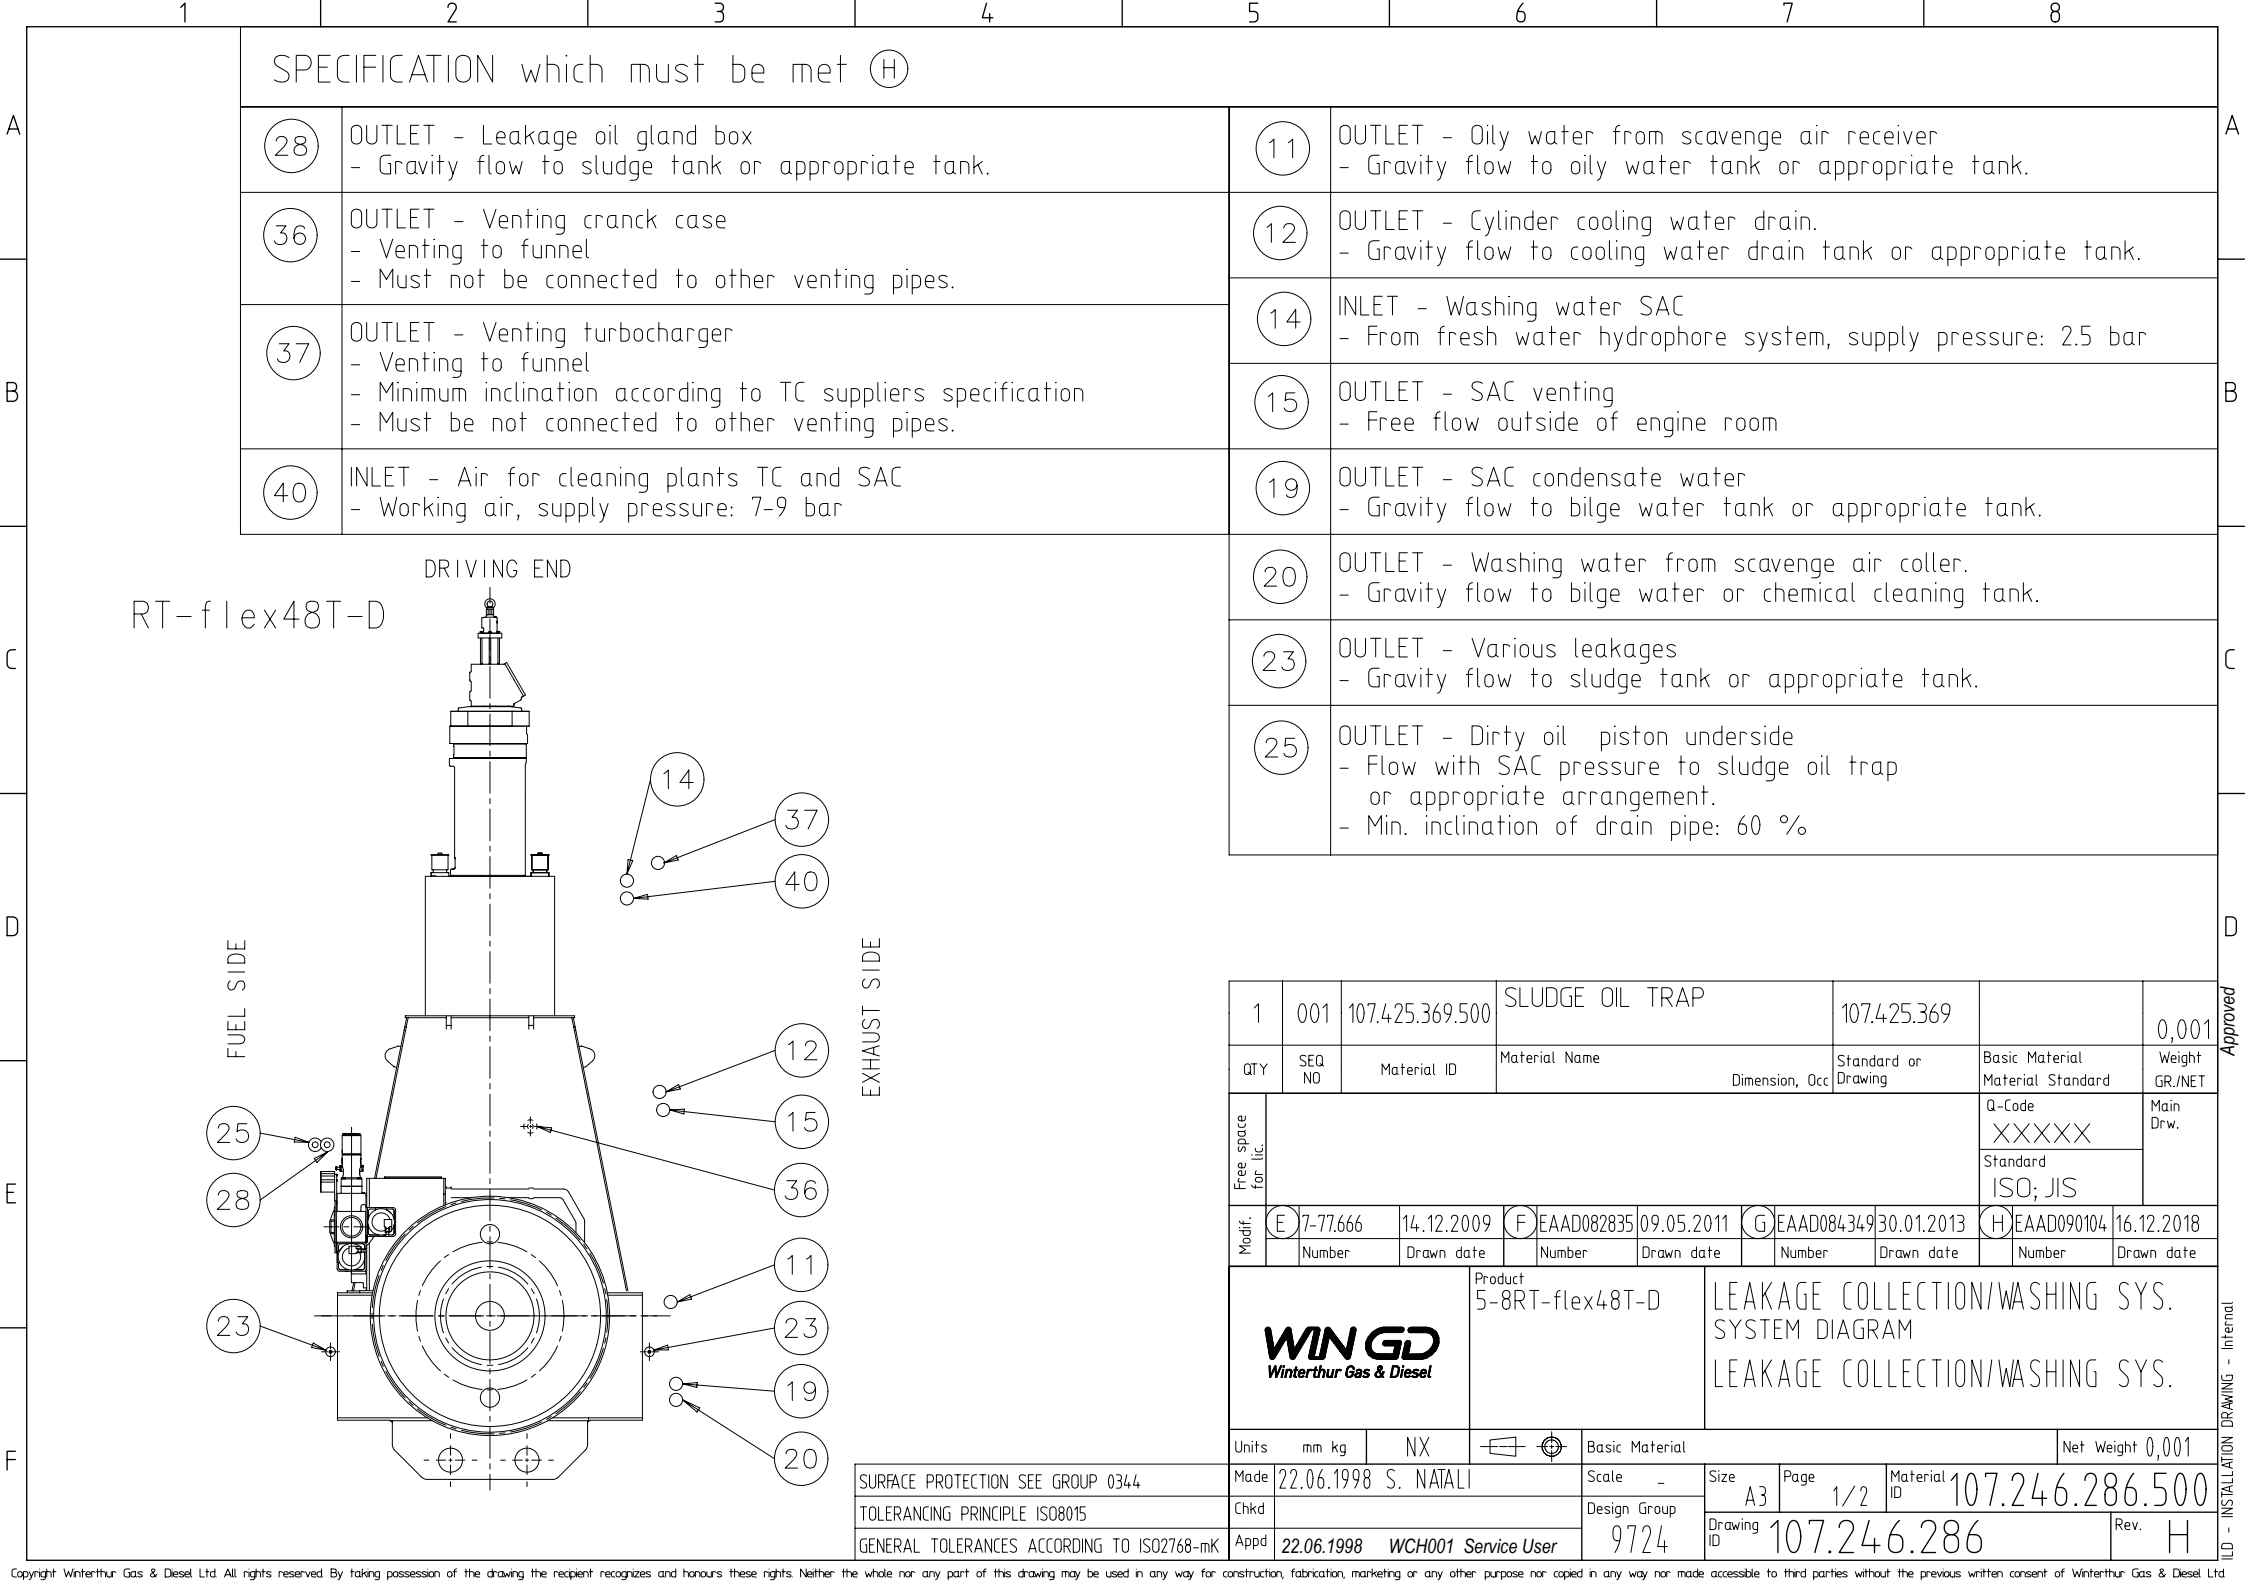 1 2 3 4 5 6 7 8
SPECIFICATION which must be met H
A
B
C
D
E
F
28
OUTLET - Leakage oil gland box
- Gravity flow to sludge tank or appropriate tank.
36
OUTLET - Venting cranck case
- Venting to funnel
- Must not be connected to other venting pipes.
37
OUTLET - Venting turbocharger
- Venting to funnel
- Minimum inclination according to TC suppliers specification
- Must be not connected to other venting pipes.
40
INLET - Air for cleaning plants TC and SAC
- Working air, supply pressure: 7-9 bar
11
OUTLET - Oily water from scavenge air receiver
- Gravity flow to oily water tank or appropriate tank.
12
OUTLET - Cylinder cooling water drain.
- Gravity flow to cooling water drain tank or appropriate tank.
14
INLET - Washing water SAC
- From fresh water hydrophore system, supply pressure: 2.5 bar
15
OUTLET - SAC venting
- Free flow outside of engine room
19
OUTLET - SAC condensate water
- Gravity flow to bilge water tank or appropriate tank.
20
OUTLET - Washing water from scavenge air coller.
- Gravity flow to bilge water or chemical cleaning tank.
23
OUTLET - Various leakages
- Gravity flow to sludge tank or appropriate tank.
25
OUTLET - Dirty oil piston underside
- Flow with SAC pressure to sludge oil trap
or appropriate arrangement.
- Min. inclination of drain pipe: 60 %
A
B
C
D
DRIVING END
RT-flex48T-D
14
37
40
FUEL SIDE
EXHAUST SIDE
12
15
25
36
28
11
23
23
19
20
1 001 107.425.369.500 SLUDGE OIL TRAP 107.425.369 0,001
QTY
SEQ
NO
Material ID
Material Name
Dimension, Occ
Standard or
Drawing
Basic Material
Material Standard
Weight
GR./NET
Free space
for lic.
Q-Code
XXXXX
Main
Drw.
Standard
ISO; JIS
Modif.
E 7-77.666 14.12.2009 F EAAD082835 09.05.2011 G EAAD084349 30.01.2013 H EAAD090104 16.12.2018
Number Drawn date Number Drawn date Number Drawn date Number Drawn date
WIN GD
Winterthur Gas & Diesel
Product
5-8RT-flex48T-D
LEAKAGE COLLECTION/WASHING SYS.
SYSTEM DIAGRAM
LEAKAGE COLLECTION/WASHING SYS.
Units mm kg NX
Basic Material
Net Weight 0,001
Made 22.06.1998 S. NATALI
Chkd
Appd 22.06.1998 WCH001 Service User
Scale -
Design Group
9724
Size A3
Page 1/2
Material
ID 107.246.286.500
Drawing
ID 107.246.286
Rev. H
SURFACE PROTECTION SEE GROUP 0344
TOLERANCING PRINCIPLE ISO8015
GENERAL TOLERANCES ACCORDING TO ISO2768-mK
Approved
ILD - INSTALLATION DRAWING - Internal
Copyright Winterthur Gas & Diesel Ltd. All rights reserved. By taking possession of the drawing the recipient recognizes and honours these rights. Neither the whole nor any part of this drawing may be used in any way for construction, fabrication, marketing or any other purpose nor copied in any way nor made accessible to third parties without the previous written consent of Winterthur Gas & Diesel Ltd.